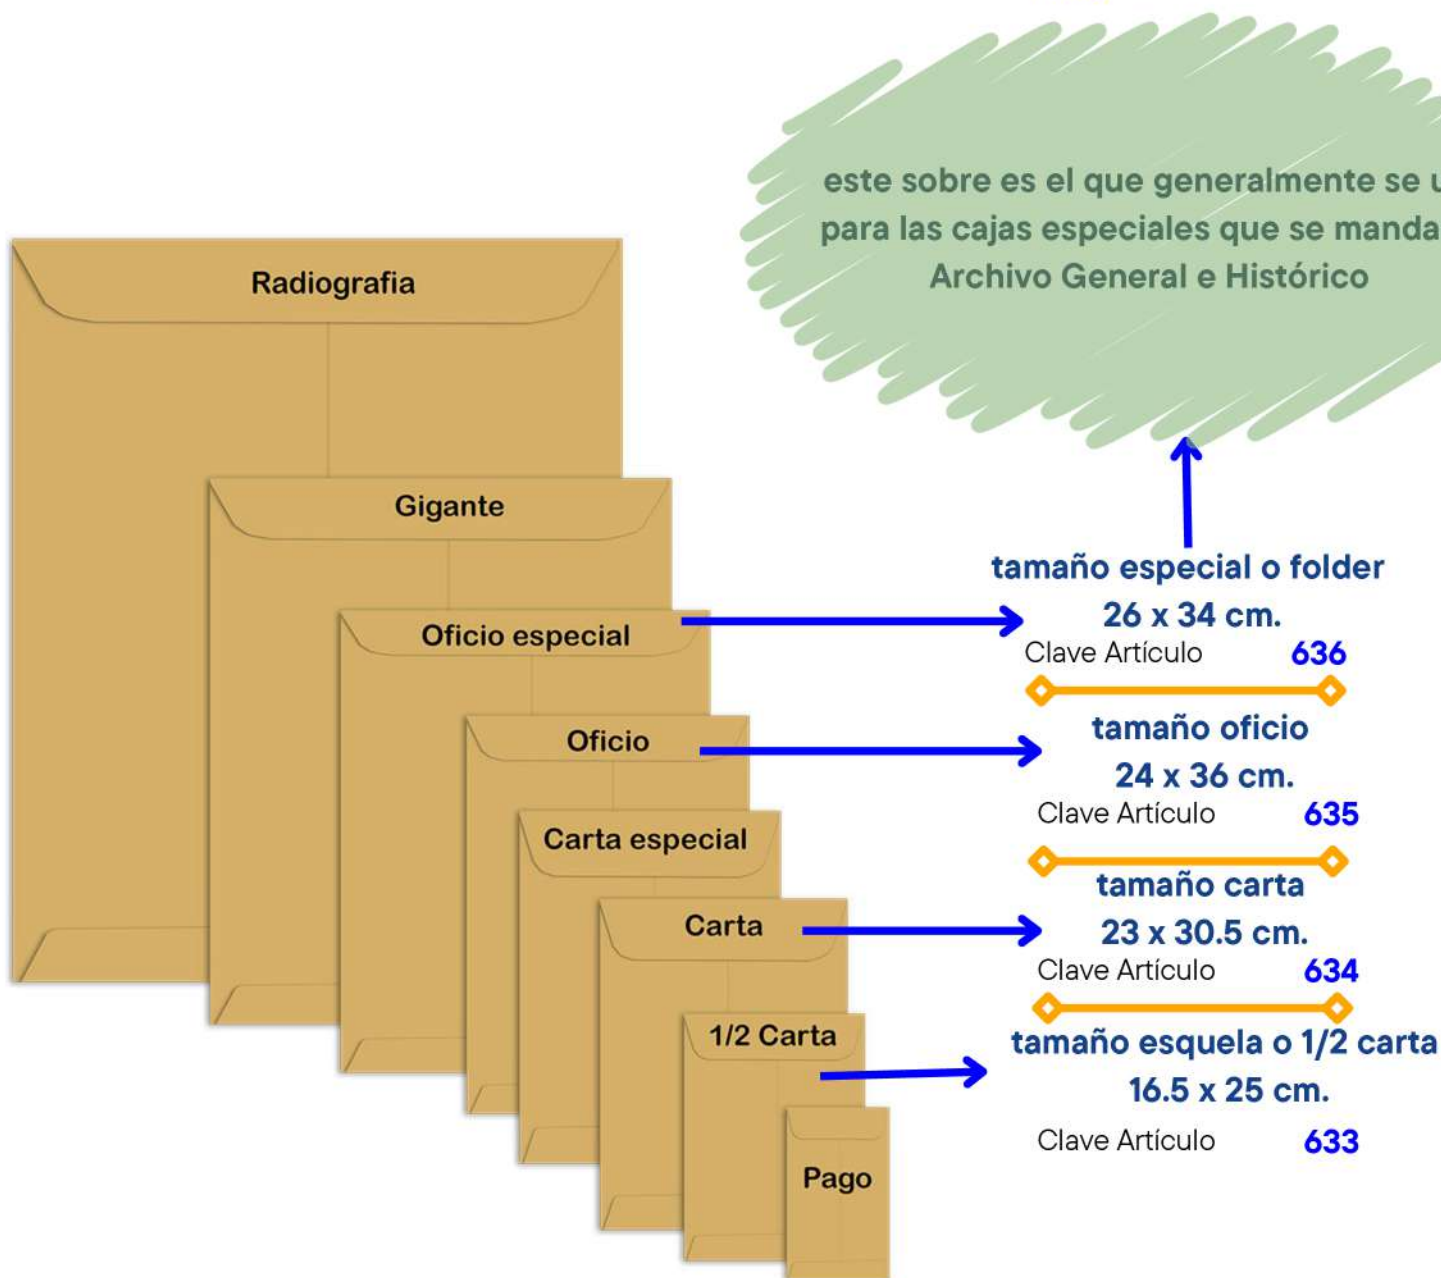 este sobre es el que generalmente se
para las cajas especiales que se
Archivo General e Histórico
Radiografia
Gigante
Oficio especial
Oficio
Carta especial
Carta
1/2 Carta
Pago
tamaño especial o folder
26 x 34 cm.
Clave Artículo 636
tamaño oficio
24 x 36 cm.
Clave Artículo 635
tamaño carta
23 x 30.5 cm.
Clave Artículo 634
tamaño esquela o 1/2 carta
16.5 x 25 cm.
Clave Artículo 633